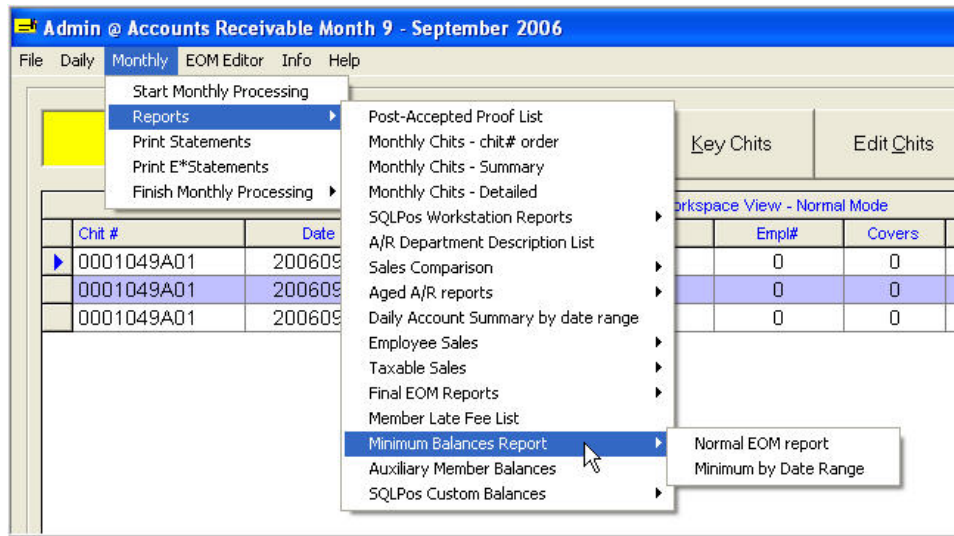 Admin @ Accounts Receivable Month 9 - September 2006
File Daily Monthly EOM Editor Info Help
Start Monthly Processing
Reports
Print Statements
Print E*Statements
Finish Monthly Processing
Post-Accepted Proof List
Monthly Chits - chit# order
Monthly Chits - Summary
Monthly Chits - Detailed
SQLPos Workstation Reports
A/R Department Description List
Sales Comparison
Aged A/R reports
Daily Account Summary by date range
Employee Sales
Taxable Sales
Final EOM Reports
Member Late Fee List
Minimum Balances Report
Auxiliary Member Balances
SQLPos Custom Balances
Normal EOM report
Minimum by Date Range
Key Chits Edit Chits
orkspace View - Normal Mode
Chit # Date Empl# Covers
0001049A01 200609 0 0
0001049A01 200609 0 0
0001049A01 200609 0 0